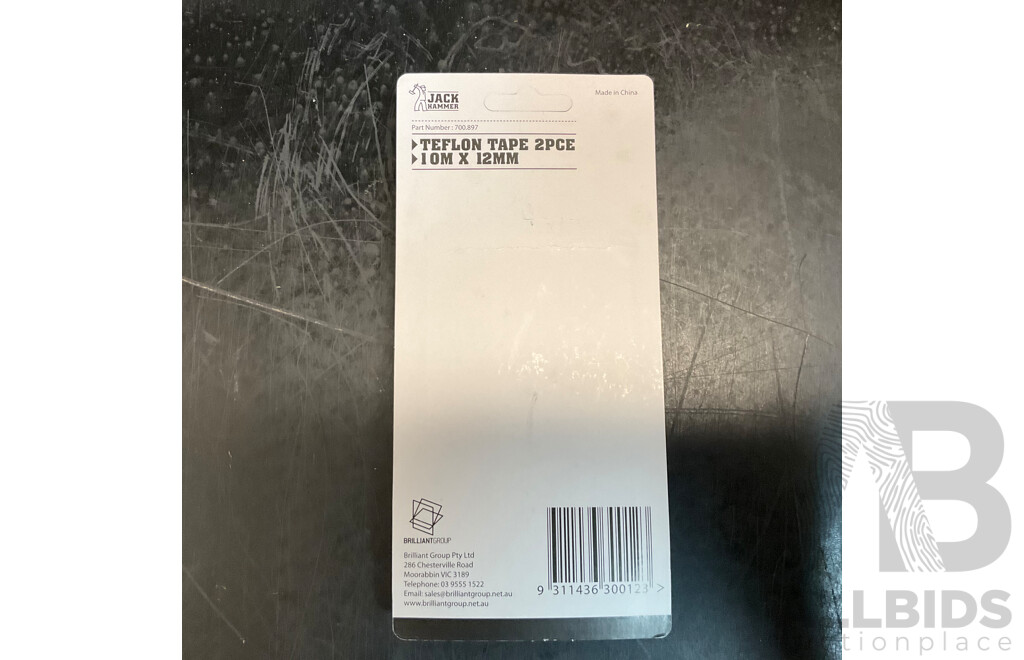 JACK
HAMMER
Made in China
Part Number : 700.897
TEFLON TAPE 2PCE
10M X 12MM
BRILLIANTGROUP
Brilliant Group Pty Ltd
286 Chesterville Road
Moorabbin VIC 3189
Telephone: 03 9555 1522
Email: sales@brilliantgroup.net.au
www.brilliantgroup.net.au
9 311436 300123 >
AB
LLBIDS
tionplace